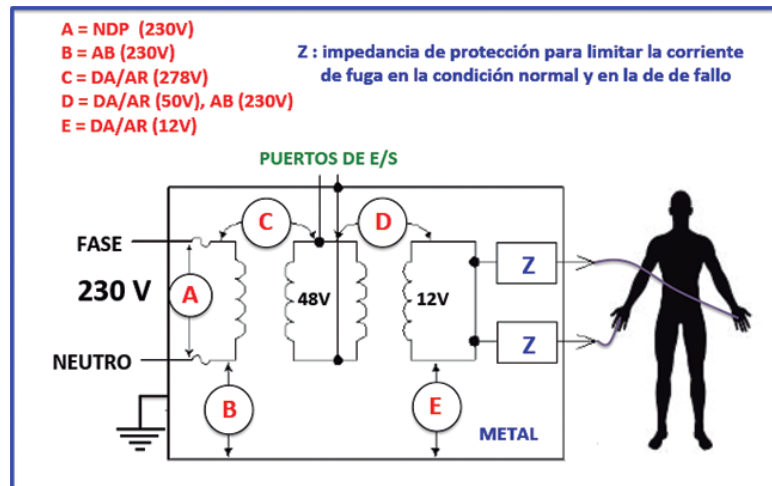 A = NDP (230V)
B = AB (230V)
C = DA/AR (278V)
D = DA/AR (50V), AB (230V)
E = DA/AR (12V)
Z : impedancia de protección para limitar la corriente
de fuga en la condición normal y en la de de fallo
PUERTOS DE E/S
C
D
FASE
Z
230 V
A
48V
12V
Z
NEUTRO
B
E
METAL